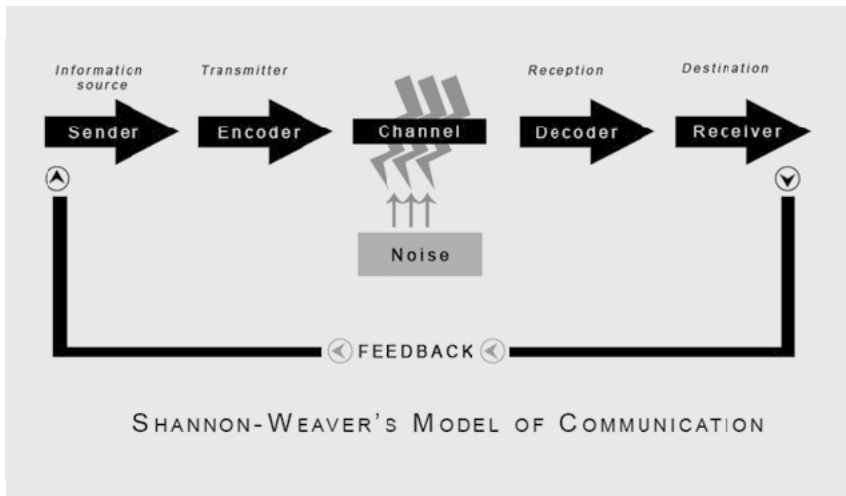 Information
source
Transmitter
Reception
Destination
Sender
Encoder
Channel
Decoder
Receiver
Noise
FEEDBACK
SHANNON-WEAVER'S MODEL OF COMMUNICATION